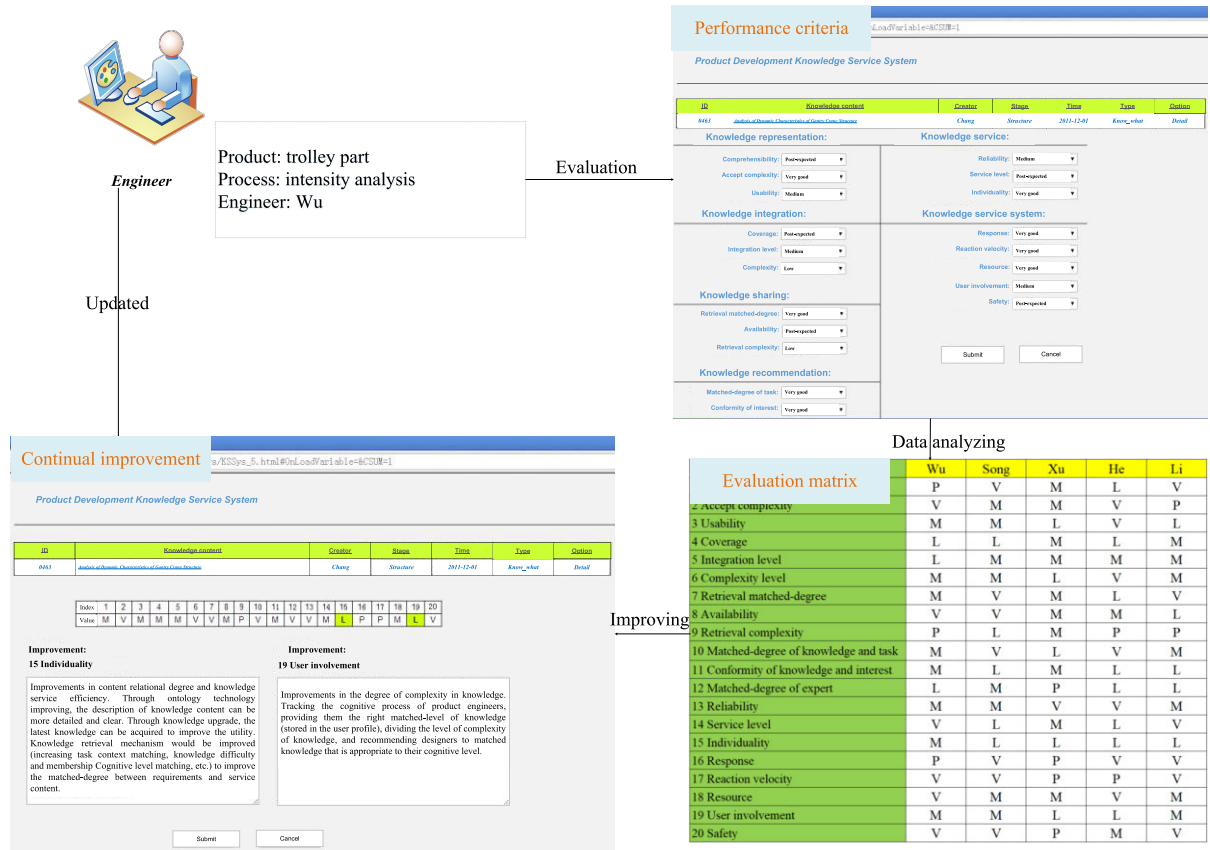 Engineer
Product: trolley part
Process: intensity analysis
Engineer: Wu
Evaluation
Performance criteria
LoadVariable=&CSUM=1
Product Development Knowledge Service System
ID Knowledge content Creator Stage Time Type Option
0463 Analysis of Dynamic Characteristics of Gantry Crane Structure Chang Structure 2011-12-01 Know_what Detail
Knowledge representation:
Comprehensibility: Post-expected
Accept complexity: Very good
Usability: Medium
Knowledge integration:
Coverage: Post-expected
Integration level: Medium
Complexity: Low
Knowledge sharing:
Retrieval matched-degree: Very good
Availability: Post-expected
Retrieval complexity: Low
Knowledge recommendation:
Matched-degree of task: Very good
Conformity of interest: Very good
Knowledge service:
Reliability: Medium
Service level: Post-expected
Individuality: Very good
Knowledge service system:
Response: Very good
Reaction velocity: Very good
Resource: Very good
User involvement: Medium
Safety: Post-expected
Submit Cancel
Data analyzing
Evaluation matrix
Wu Song Xu He Li
P V M L V
2 Accept complexity V M M V P
3 Usability M M L V L
4 Coverage L L M L M
5 Integration level L M M M M
6 Complexity level M M L V M
7 Retrieval matched-degree M V M L V
8 Availability V V M M L
9 Retrieval complexity P L M P P
10 Matched-degree of knowledge and task M V L V M
11 Conformity of knowledge and interest M L M L L
12 Matched-degree of expert L M P L L
13 Reliability M M V V M
14 Service level V L M L V
15 Individuality M L L L L
16 Response P V P V V
17 Reaction velocity V V P P V
18 Resource V M M V M
19 User involvement M M L L M
20 Safety V V P M V
Improving
Updated
Continual improvement
s/KSSys_5.html#OnLoadVariable=&CSUM=1
Product Development Knowledge Service System
ID Knowledge content Creator Stage Time Type Option
0463 Analysis of Dynamic Characteristics of Gantry Crane Structure Chang Structure 2011-12-01 Know_what Detail
Index 1 2 3 4 5 6 7 8 9 10 11 12 13 14 15 16 17 18 19 20
Value M V M M M V V M P V M V V M L P P M L V
Improvement:
15 Individuality
Improvements in content relational degree and knowledge
service efficiency. Through ontology technology
improving, the description of knowledge content can be
more detailed and clear. Through knowledge upgrade, the
latest knowledge can be acquired to improve the utility.
Knowledge retrieval mechanism would be improved
(increasing task context matching, knowledge difficulty
and membership Cognitive level matching, etc.) to improve
the matched-degree between requirements and service
content.
Improvement:
19 User involvement
Improvements in the degree of complexity in knowledge.
Tracking the cognitive process of product engineers,
providing them the right matched-level of knowledge
(stored in the user profile), dividing the level of complexity
of knowledge, and recommending designers to matched
knowledge that is appropriate to their cognitive level.
Submit Cancel